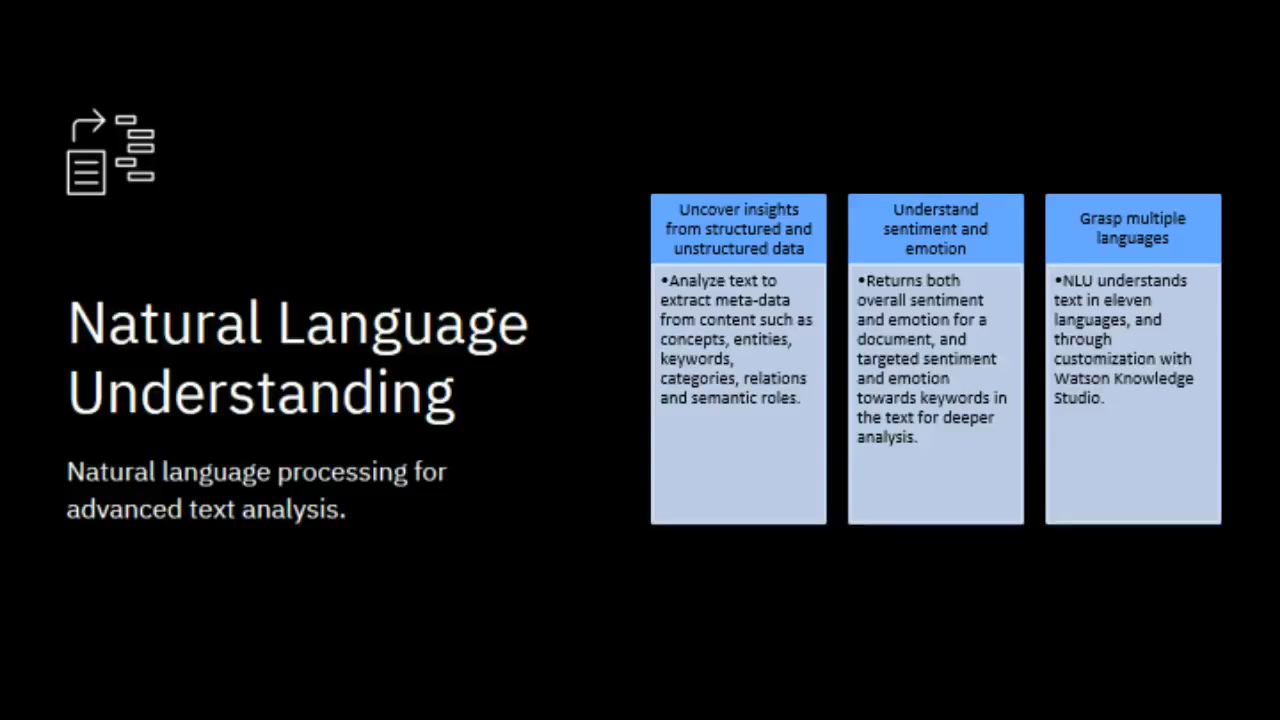 Natural Language
Understanding
Natural language processing for
advanced text analysis.
Uncover insights
from structured and
unstructured data
•Analyze text to
extract meta-data
from content such as
concepts, entities,
keywords,
categories, relations
and semantic roles.
Understand
sentiment and
emotion
•Returns both
overall sentiment
and emotion for a
document, and
targeted sentiment
and emotion
towards keywords in
the text for deeper
analysis.
Grasp multiple
languages
•NLU understands
text in eleven
languages, and
through
customization with
Watson Knowledge
Studio.